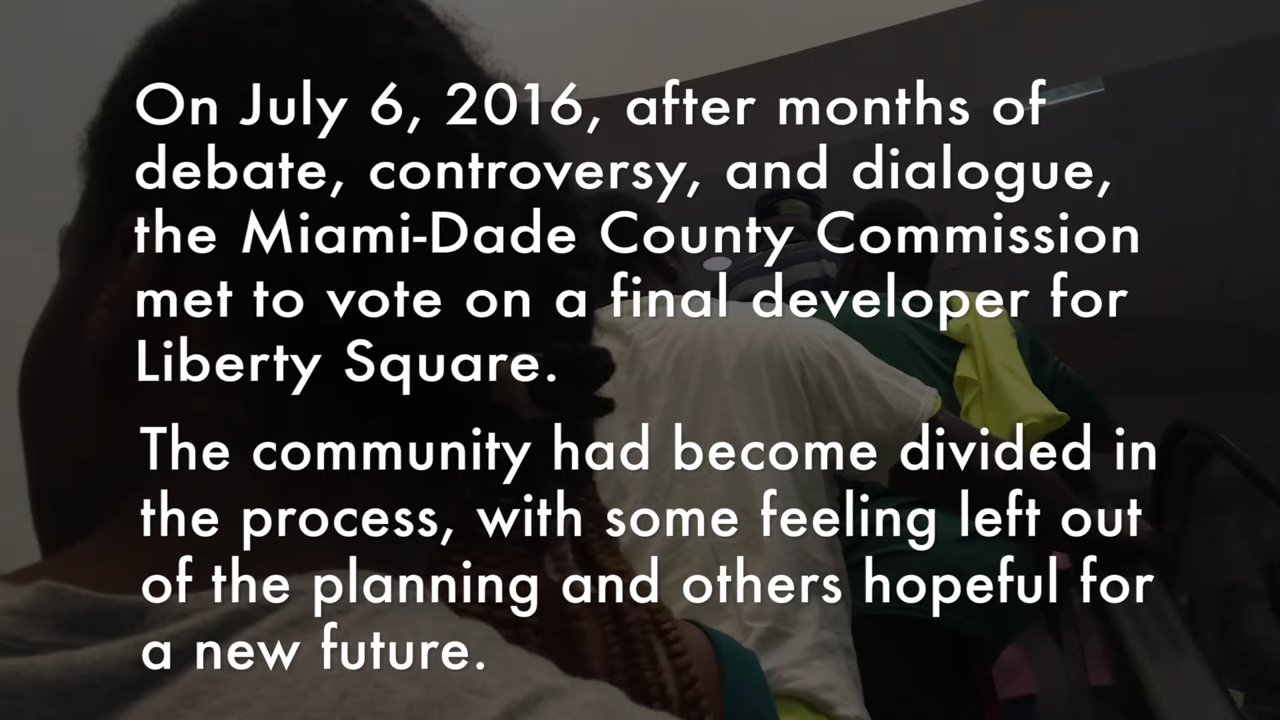 On July 6, 2016, after months of
debate, controversy, and dialogue,
the Miami-Dade County Commission
met to vote on a final developer for
Liberty Square.
The community had become divided in
the process, with some feeling left out
of the planning and others hopeful for
a new future.